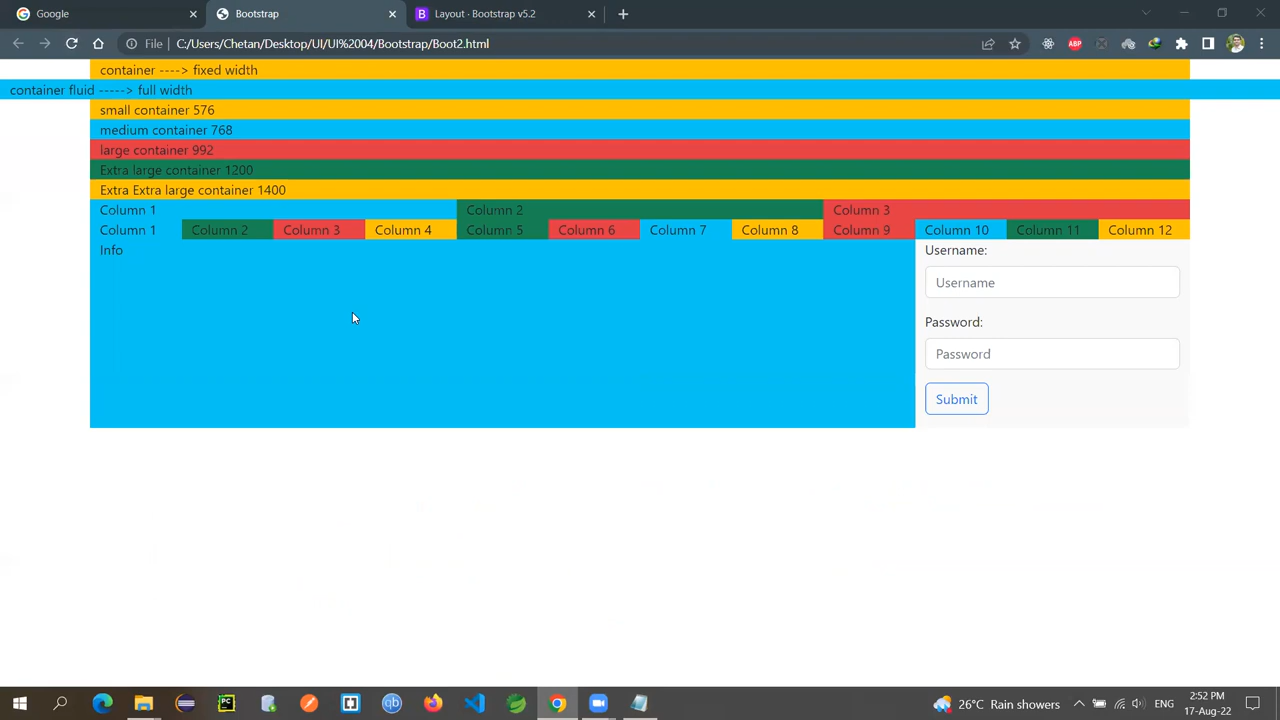 Google
Bootstrap
Layout · Bootstrap v5.2
File
C:/Users/Chetan/Desktop/UI/UI%2004/Bootstrap/Boot2.html
ABP
container ----> fixed width
container fluid -----> full width
small container 576
medium container 768
large container 992
Extra large container 1200
Extra Extra large container 1400
Column 1 Column 2 Column 3
Column 1 Column 2 Column 3 Column 4 Column 5 Column 6 Column 7 Column 8 Column 9 Column 10 Column 11 Column 12
Info
Username:
Username
Password:
Password
Submit
PC
qb
26°C Rain showers
ENG
2:52 PM
17-Aug-22